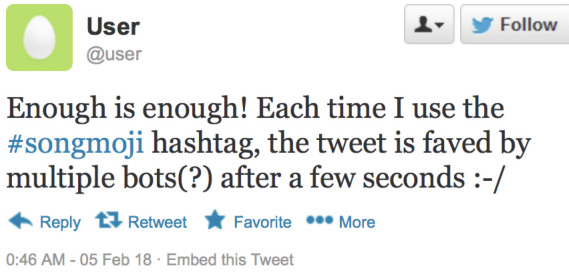 User
@user
Follow
Enough is enough! Each time I use the
#songmoji hashtag, the tweet is faved by
multiple bots(?) after a few seconds :-/
Reply Retweet Favorite More
0:46 AM - 05 Feb 18 · Embed this Tweet